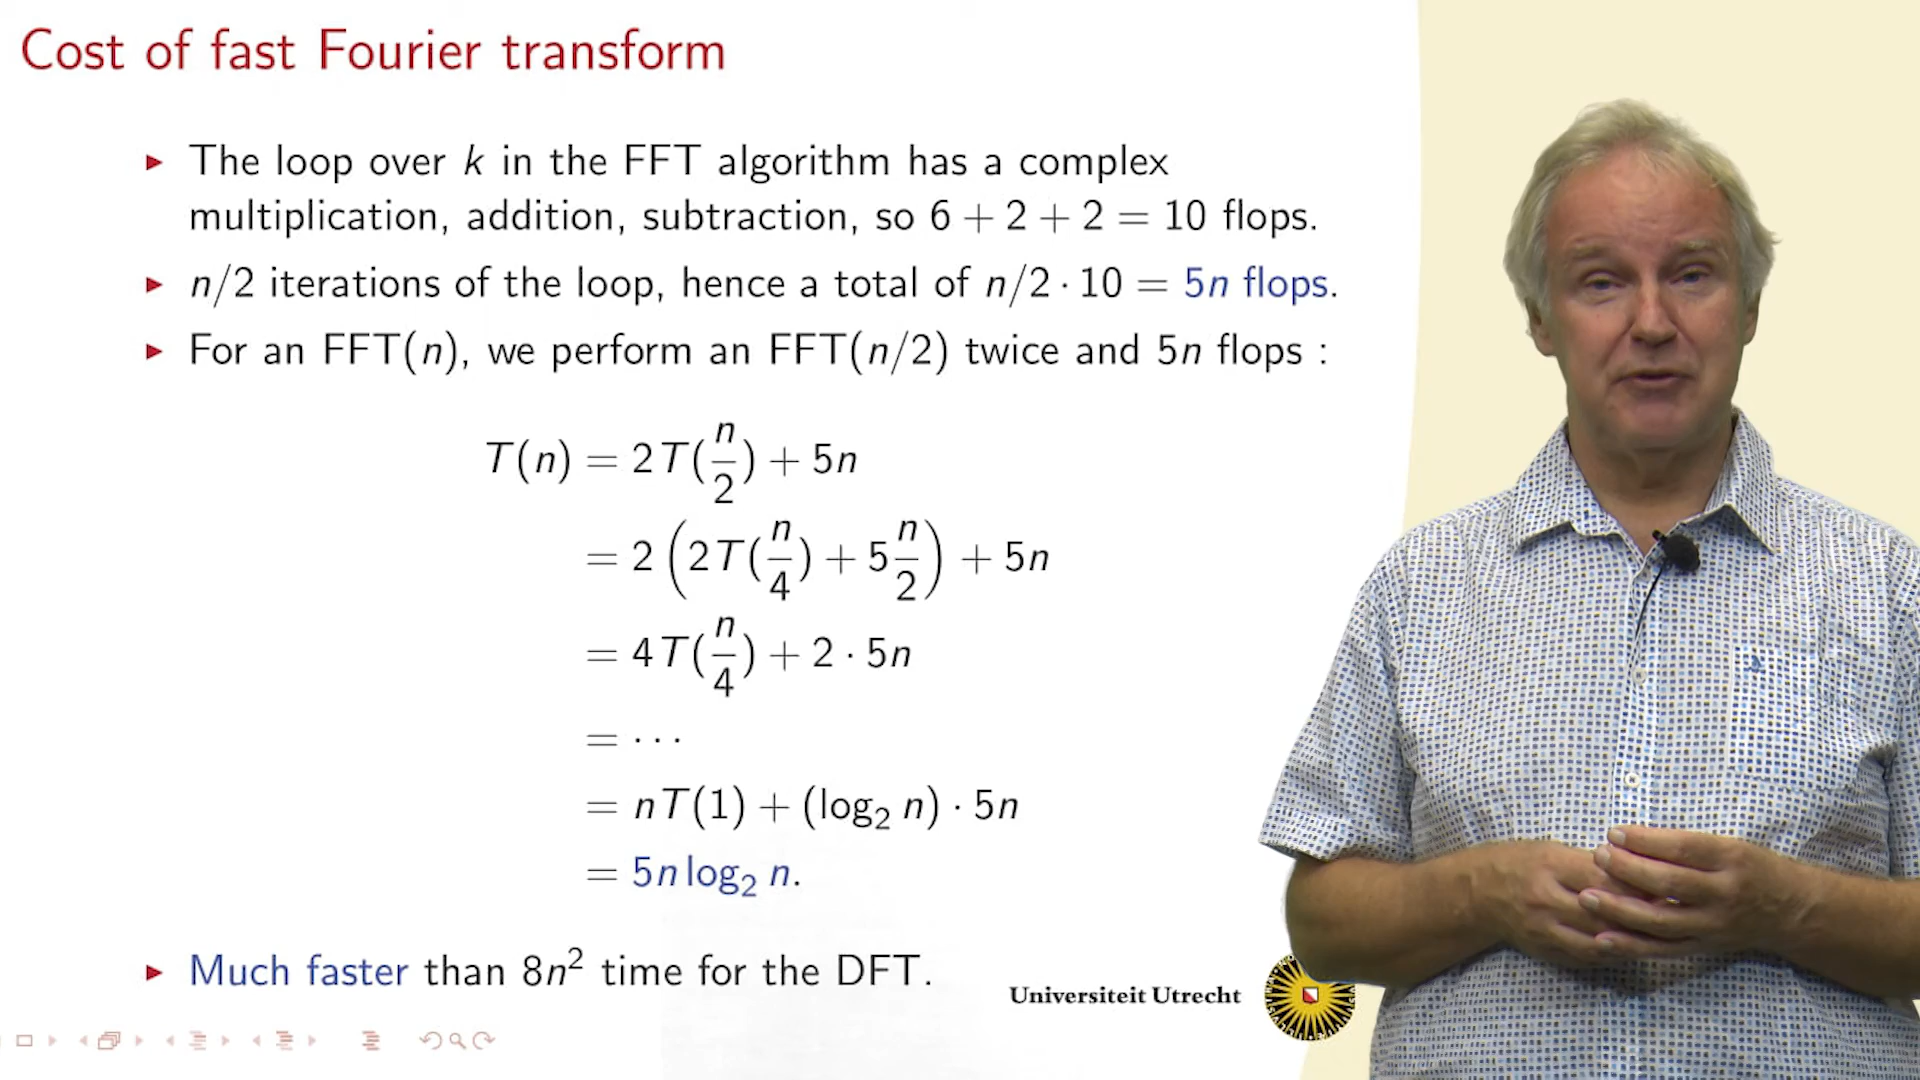 Cost of fast Fourier transform
▶ The loop over k in the FFT algorithm has a complex
multiplication, addition, subtraction, so 6 + 2 + 2 = 10 flops.
▶ n/2 iterations of the loop, hence a total of n/2 · 10 = 5n flops.
▶ For an FFT(n), we perform an FFT(n/2) twice and 5n flops :
T(n) = 2T(n/2) + 5n
= 2(2T(n/4) + 5n/2) + 5n
= 4T(n/4) + 2 · 5n
= ···
= nT(1) + (log₂ n) · 5n
= 5n log₂ n.
▶ Much faster than 8n² time for the DFT.
Universiteit Utrecht